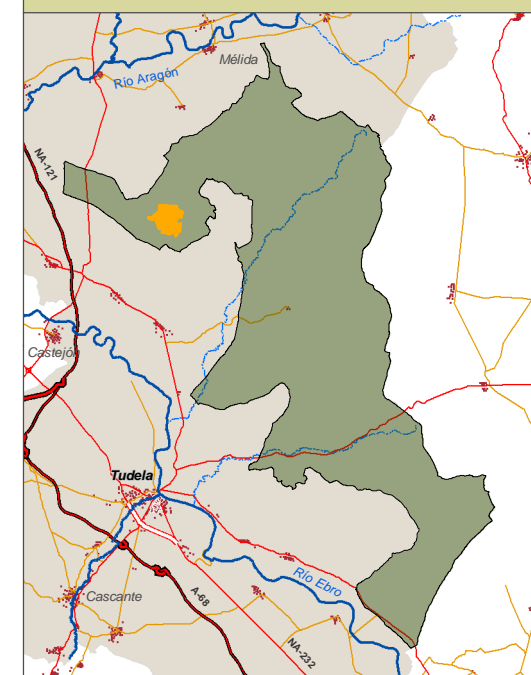 Mélida
Río Aragón
NA-121
Castejón
Tudela
Río Ebro
Cascante
A-68
NA-232